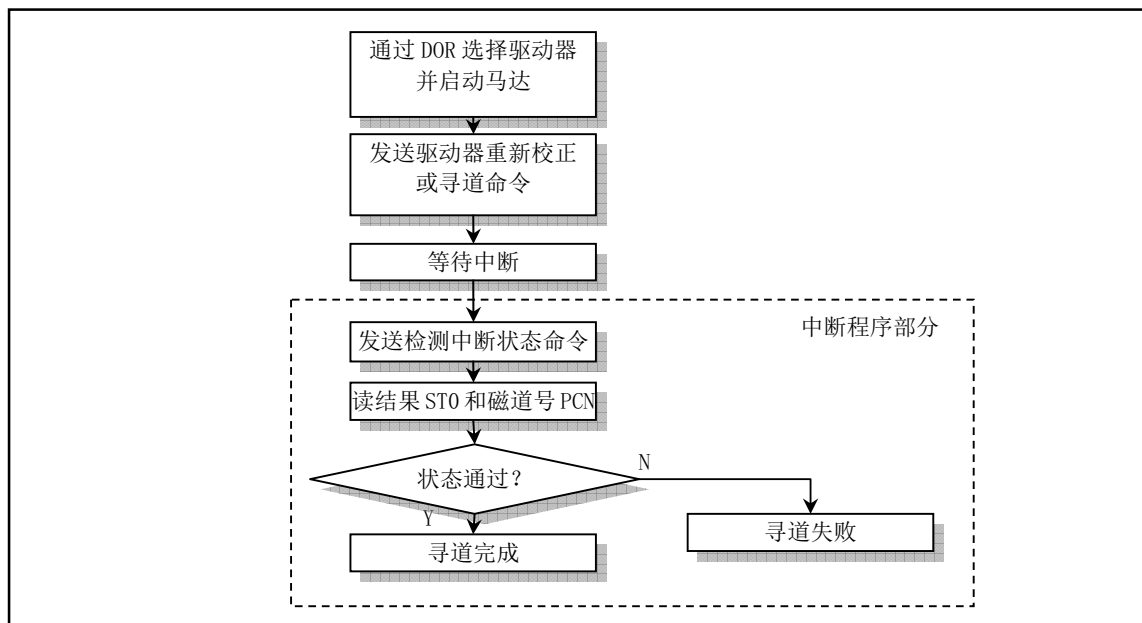 通过 DOR 选择驱动器
并启动马达
发送驱动器重新校正
或寻道命令
等待中断
中断程序部分
发送检测中断状态命令
读结果 ST0 和磁道号 PCN
状态通过?
N
Y
寻道完成
寻道失败